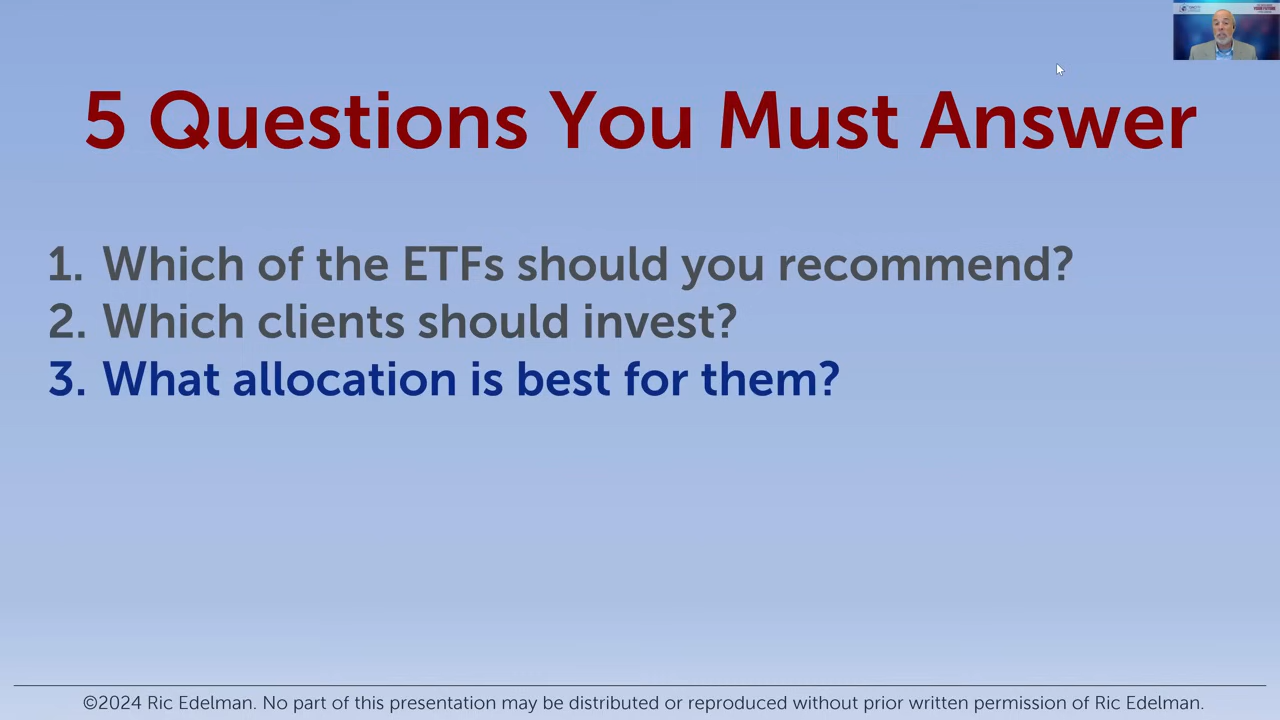 5 Questions You Must Answer
1. Which of the ETFs should you recommend?
2. Which clients should invest?
3. What allocation is best for them?
©2024 Ric Edelman. No part of this presentation may be distributed or reproduced without prior written permission of Ric Edelman.